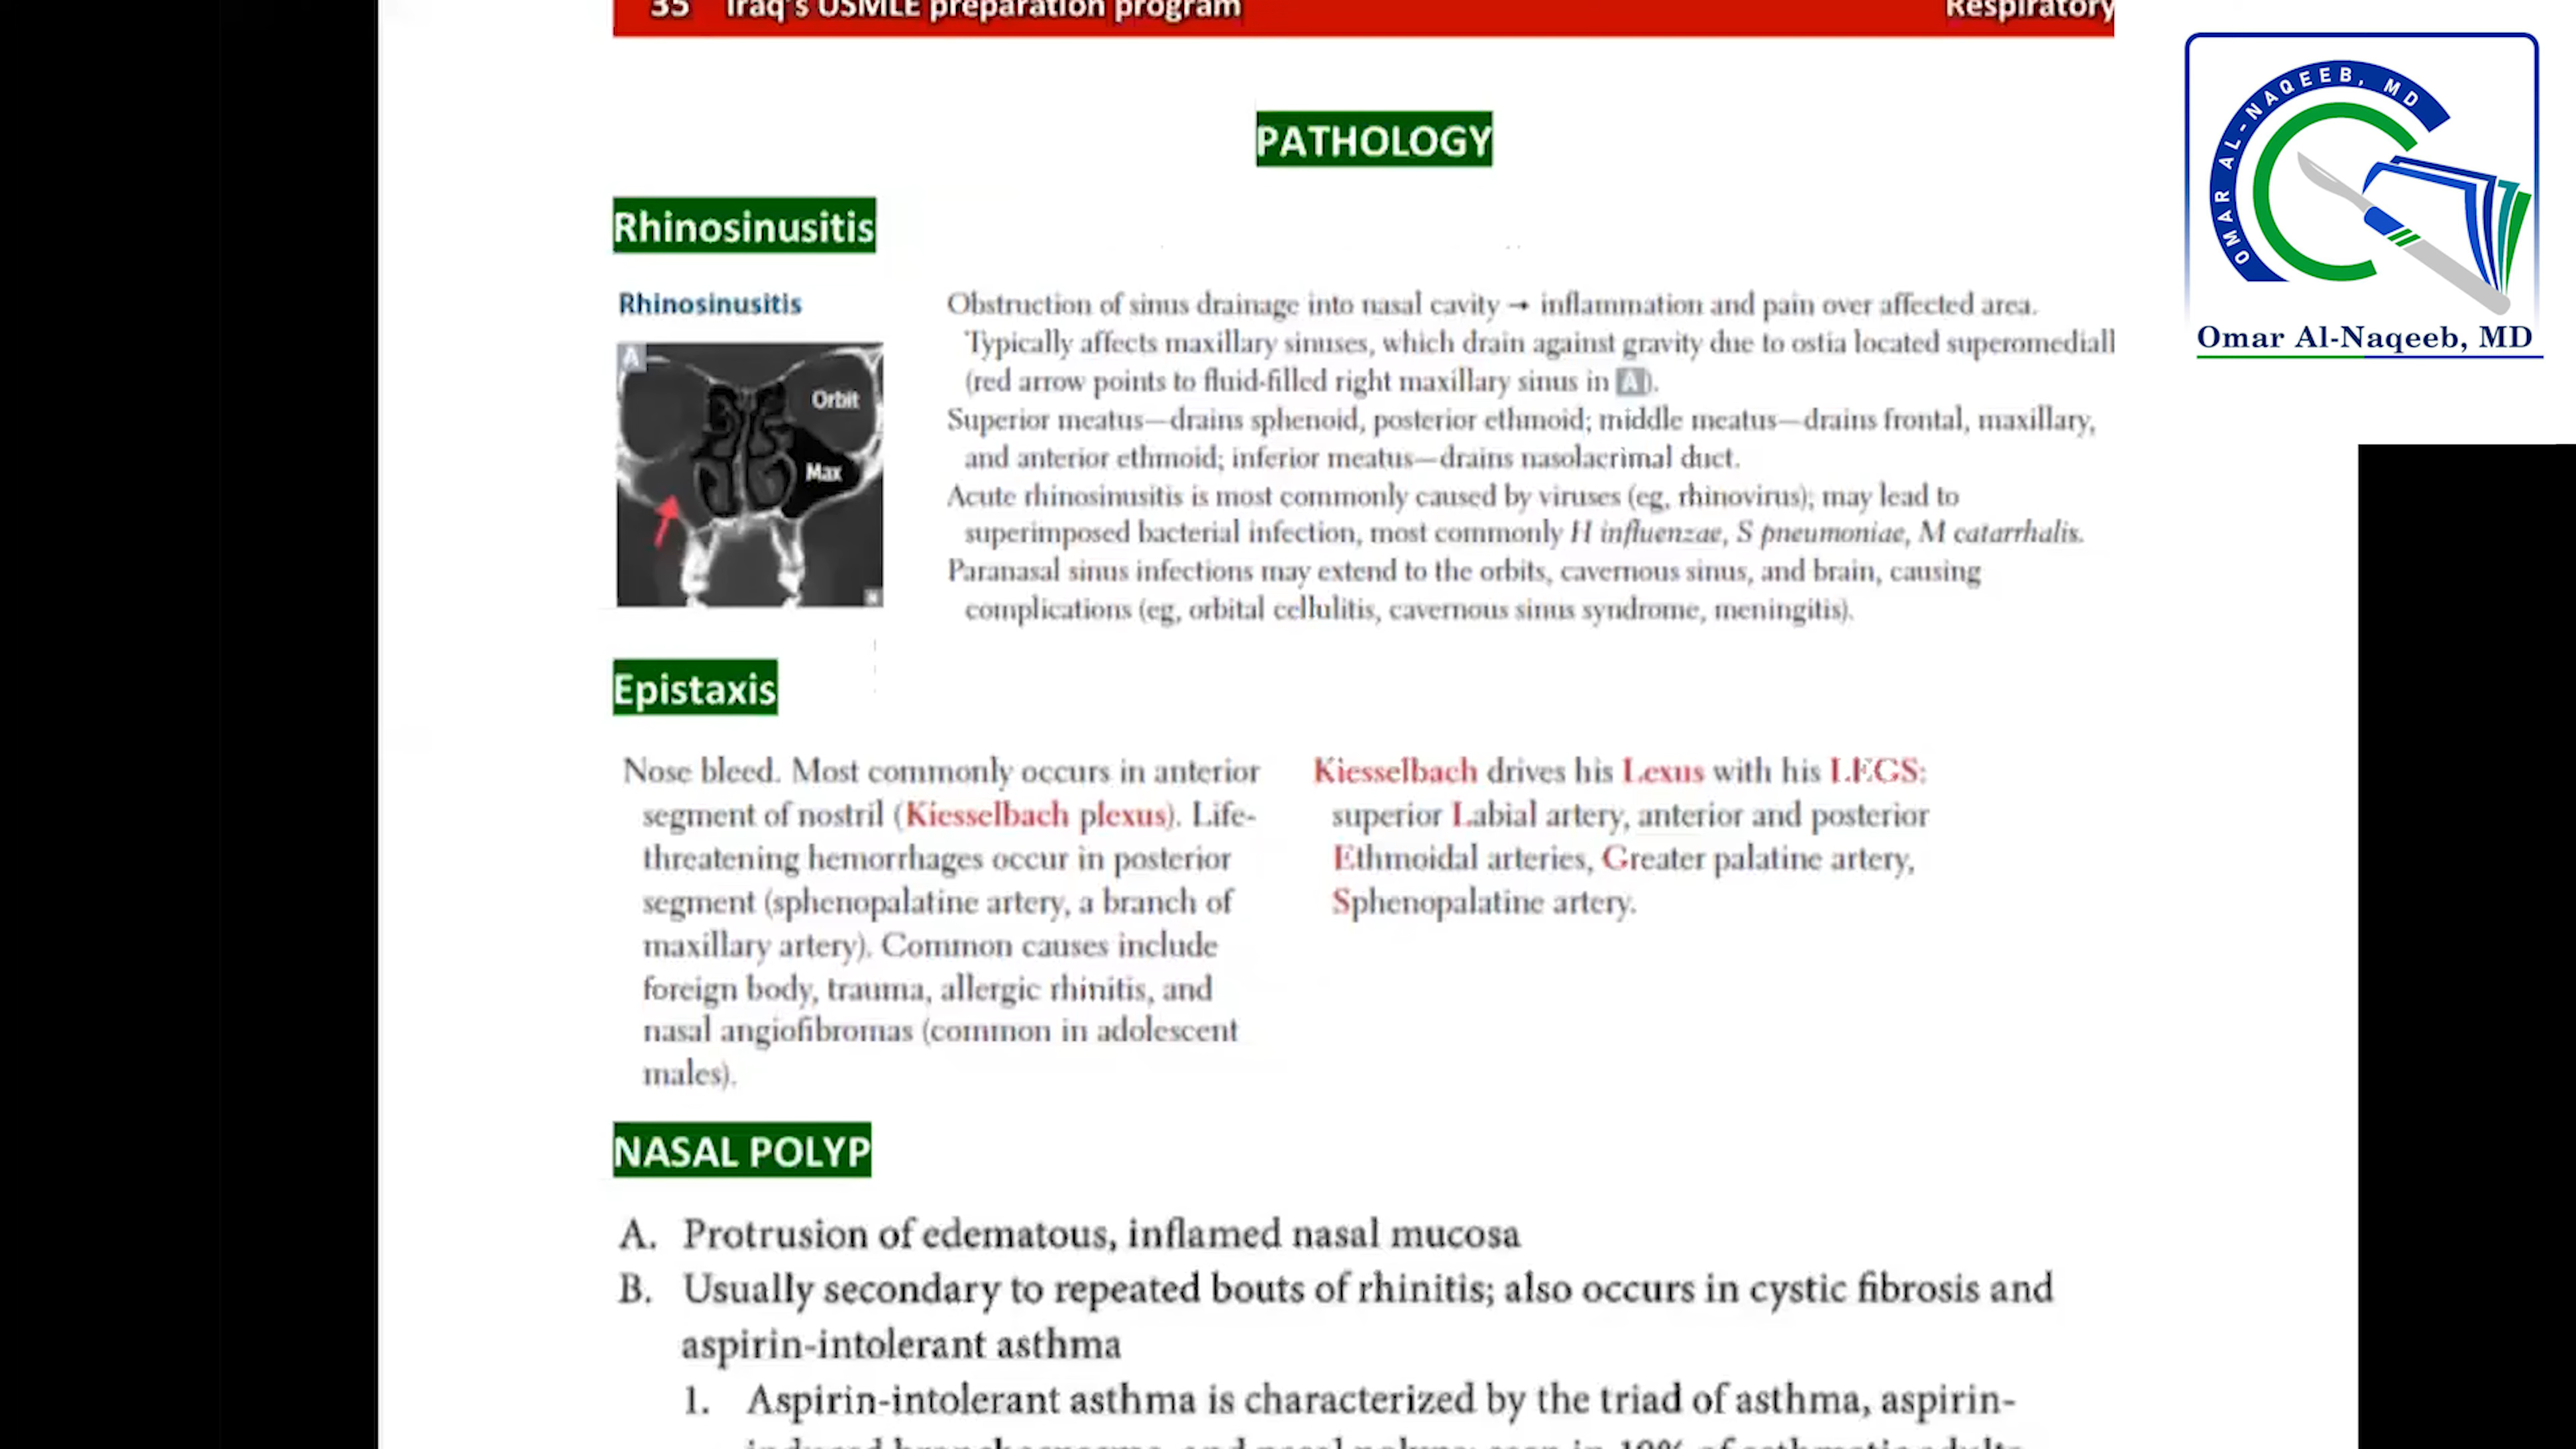 35 Iraq's USMLE preparation program Respiratory
OMAR AL-NAQEEB, MD
Omar Al-Naqeeb, MD
PATHOLOGY
Rhinosinusitis
Rhinosinusitis
A
Orbit
Max
Obstruction of sinus drainage into nasal cavity → inflammation and pain over affected area.
Typically affects maxillary sinuses, which drain against gravity due to ostia located superomediall
(red arrow points to fluid-filled right maxillary sinus in A).
Superior meatus—drains sphenoid, posterior ethmoid; middle meatus—drains frontal, maxillary,
and anterior ethmoid; inferior meatus—drains nasolacrimal duct.
Acute rhinosinusitis is most commonly caused by viruses (eg, rhinovirus); may lead to
superimposed bacterial infection, most commonly H influenzae, S pneumoniae, M catarrhalis.
Paranasal sinus infections may extend to the orbits, cavernous sinus, and brain, causing
complications (eg, orbital cellulitis, cavernous sinus syndrome, meningitis).
Epistaxis
Nose bleed. Most commonly occurs in anterior
segment of nostril (Kiesselbach plexus). Life-
threatening hemorrhages occur in posterior
segment (sphenopalatine artery, a branch of
maxillary artery). Common causes include
foreign body, trauma, allergic rhinitis, and
nasal angiofibromas (common in adolescent
males).
Kiesselbach drives his Lexus with his LEGS:
superior Labial artery, anterior and posterior
Ethmoidal arteries, Greater palatine artery,
Sphenopalatine artery.
NASAL POLYP
A. Protrusion of edematous, inflamed nasal mucosa
B. Usually secondary to repeated bouts of rhinitis; also occurs in cystic fibrosis and
aspirin-intolerant asthma
1. Aspirin-intolerant asthma is characterized by the triad of asthma, aspirin-